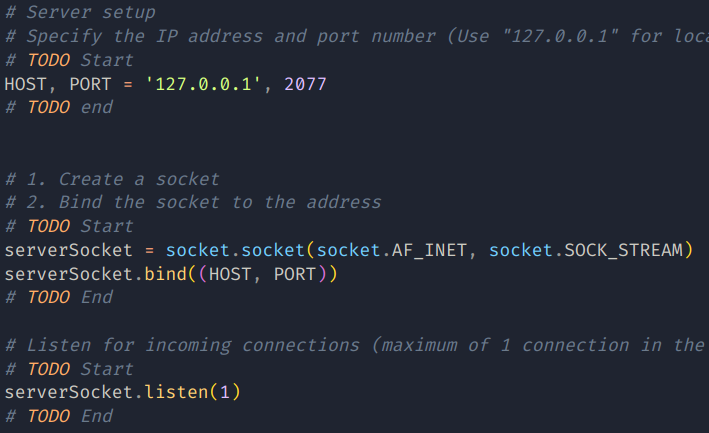 # Server setup
# Specify the IP address and port number (Use "127.0.0.1" for
# TODO Start
HOST, PORT = '127.0.0.1', 2077
# TODO end
# 1. Create a socket
# 2. Bind the socket to the address
# TODO Start
serverSocket = socket.socket(socket.AF_INET, socket.SOCK_STREAM)
serverSocket.bind((HOST, PORT))
# TODO End
# Listen for incoming connections (maximum of 1 connection in the
# TODO Start
serverSocket.listen(1)
# TODO End